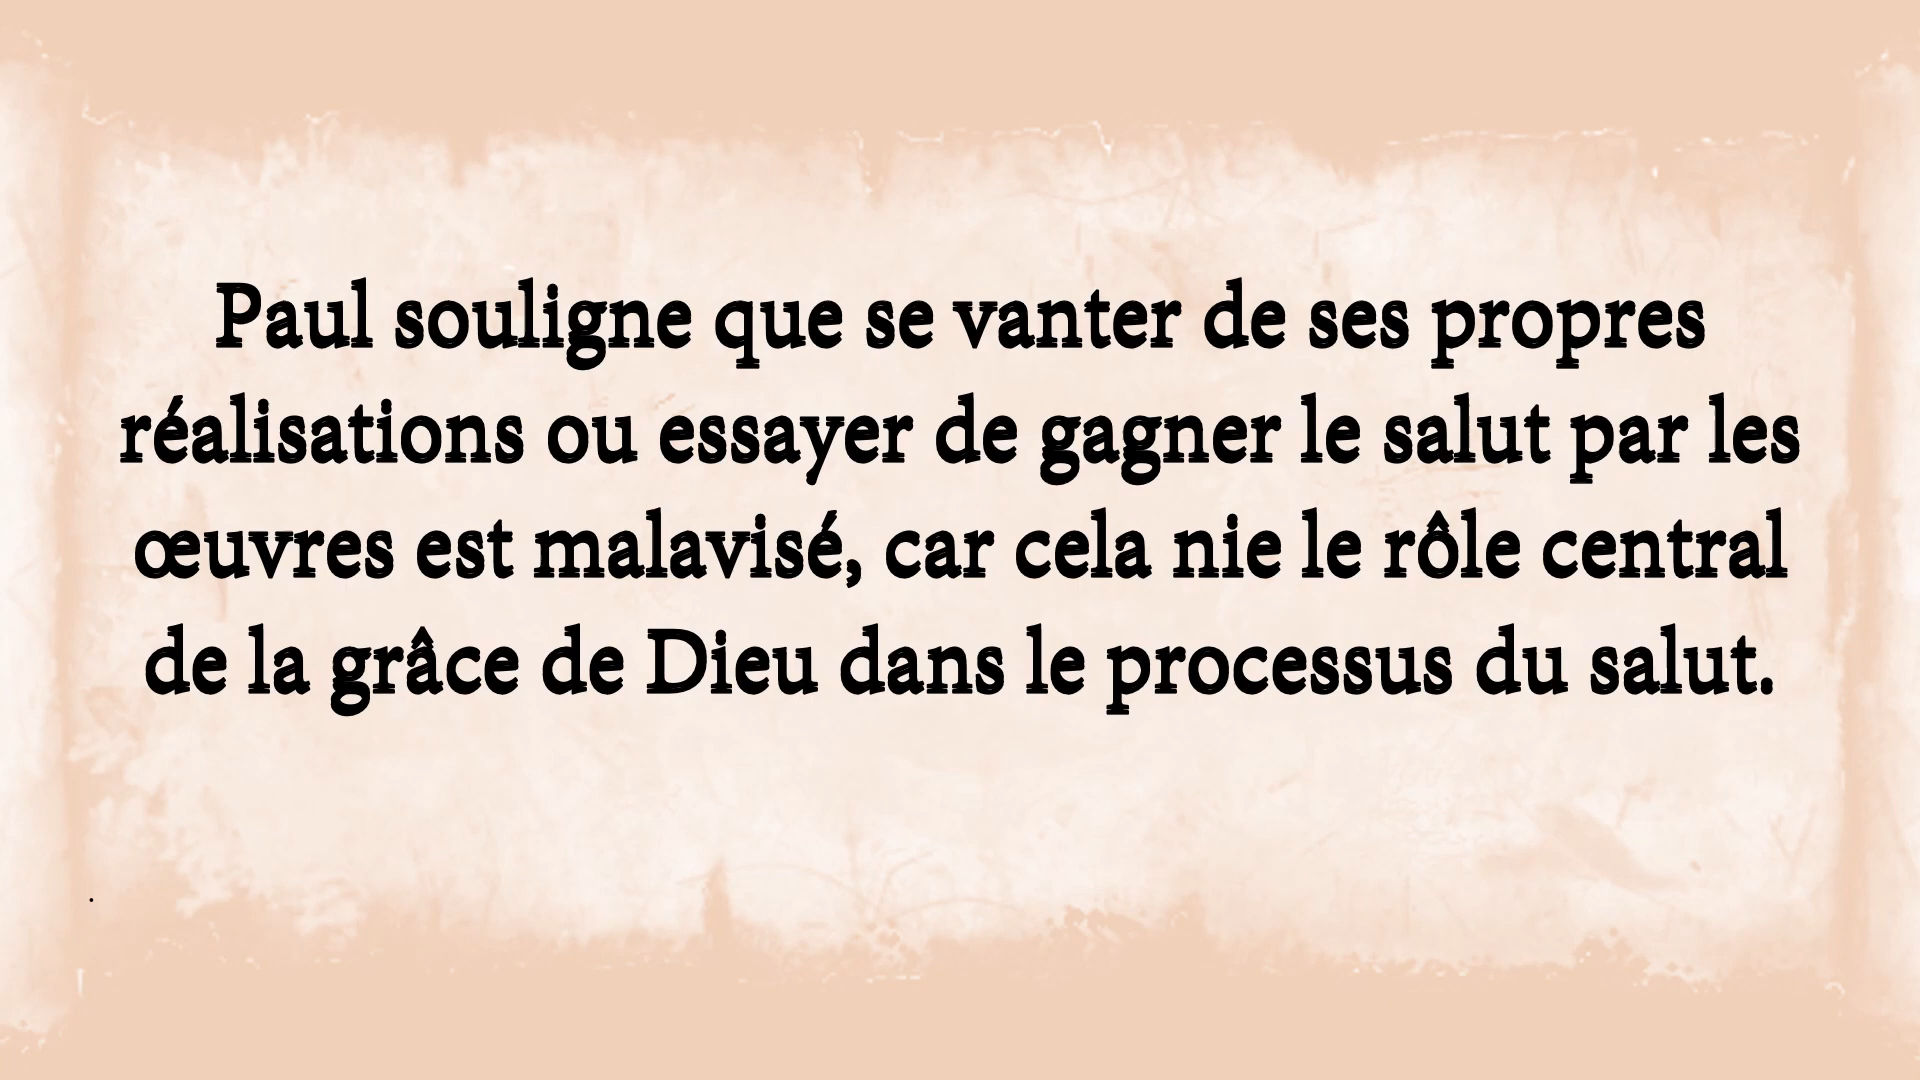 Paul souligne que se vanter de ses propres
réalisations ou essayer de gagner le salut par les
œuvres est malavisé, car cela nie le rôle central
de la grâce de Dieu dans le processus du salut.
.